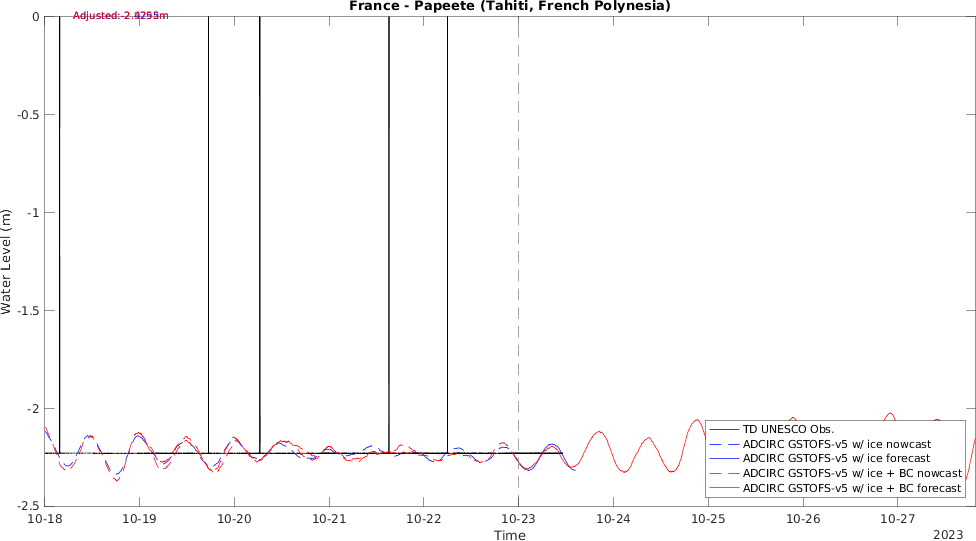 France - Papeete (Tahiti, French Polynesia)
Adjusted:
0
-0.5
-1
-1.5
-2
-2.5
Water Level (m)
TD UNESCO Obs.
ADCIRC GSTOFS-v5 w/ ice nowcast
ADCIRC GSTOFS-v5 w/ ice forecast
ADCIRC GSTOFS-v5 w/ ice + BC nowcast
ADCIRC GSTOFS-v5 w/ ice + BC forecast
10-18 10-19 10-20 10-21 10-22 10-23 10-24 10-25 10-26 10-27
Time
2023